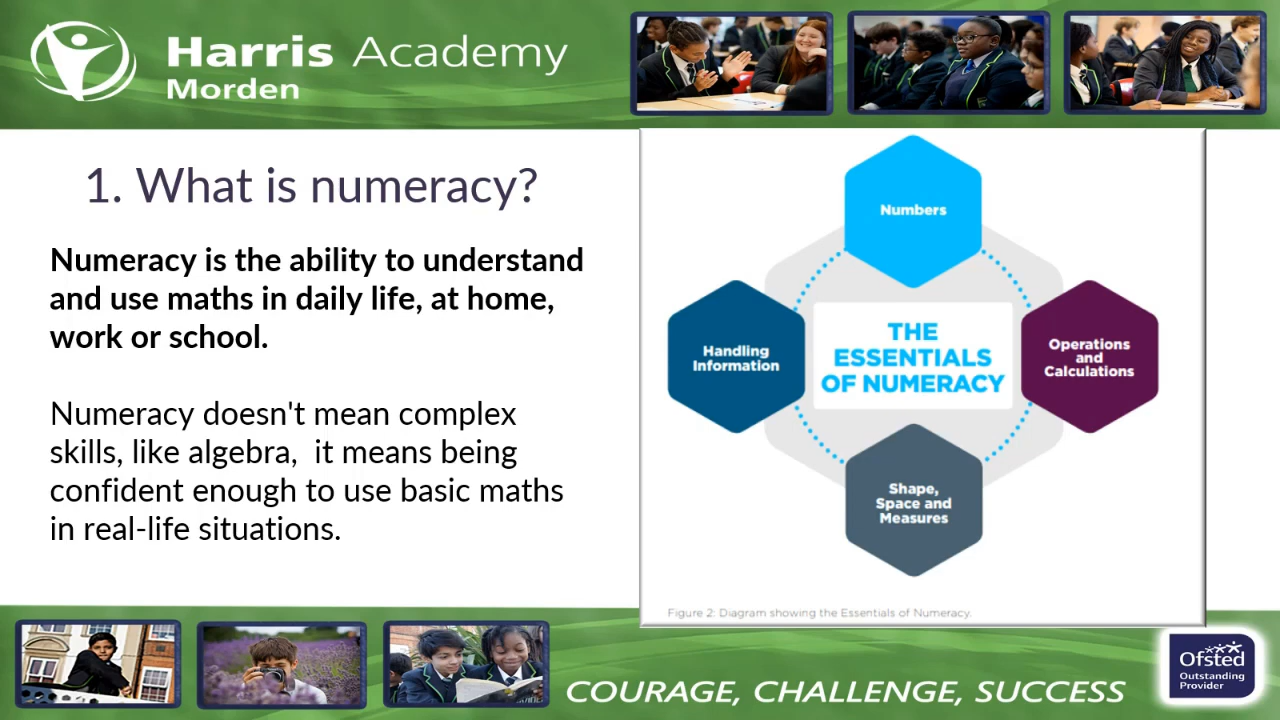 Harris Academy
Morden
1. What is numeracy?
Numeracy is the ability to understand
and use maths in daily life, at home,
work or school.
Numeracy doesn't mean complex
skills, like algebra,  it means being
confident enough to use basic maths
in real-life situations.
Numbers
Handling
Information
THE
ESSENTIALS
OF NUMERACY
Operations
and
Calculations
Shape,
Space and
Measures
Figure 2: Diagram showing the Essentials of Numeracy.
COURAGE, CHALLENGE, SUCCESS
Ofsted
Outstanding
Provider